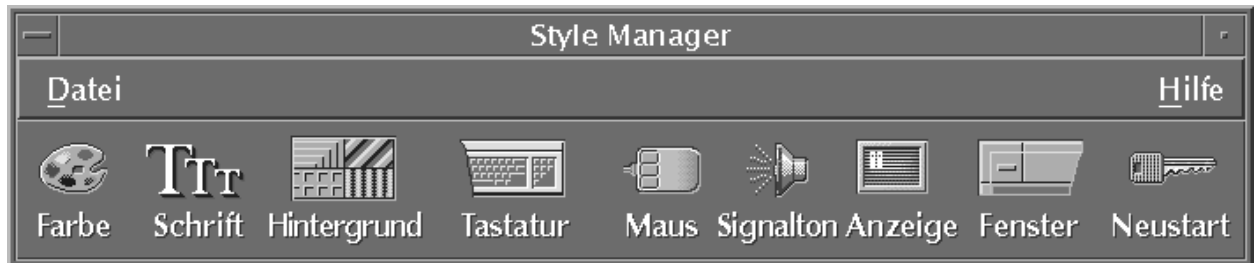 Style Manager
Datei Hilfe
Farbe Schrift Hintergrund Tastatur Maus Signalton Anzeige Fenster Neustart